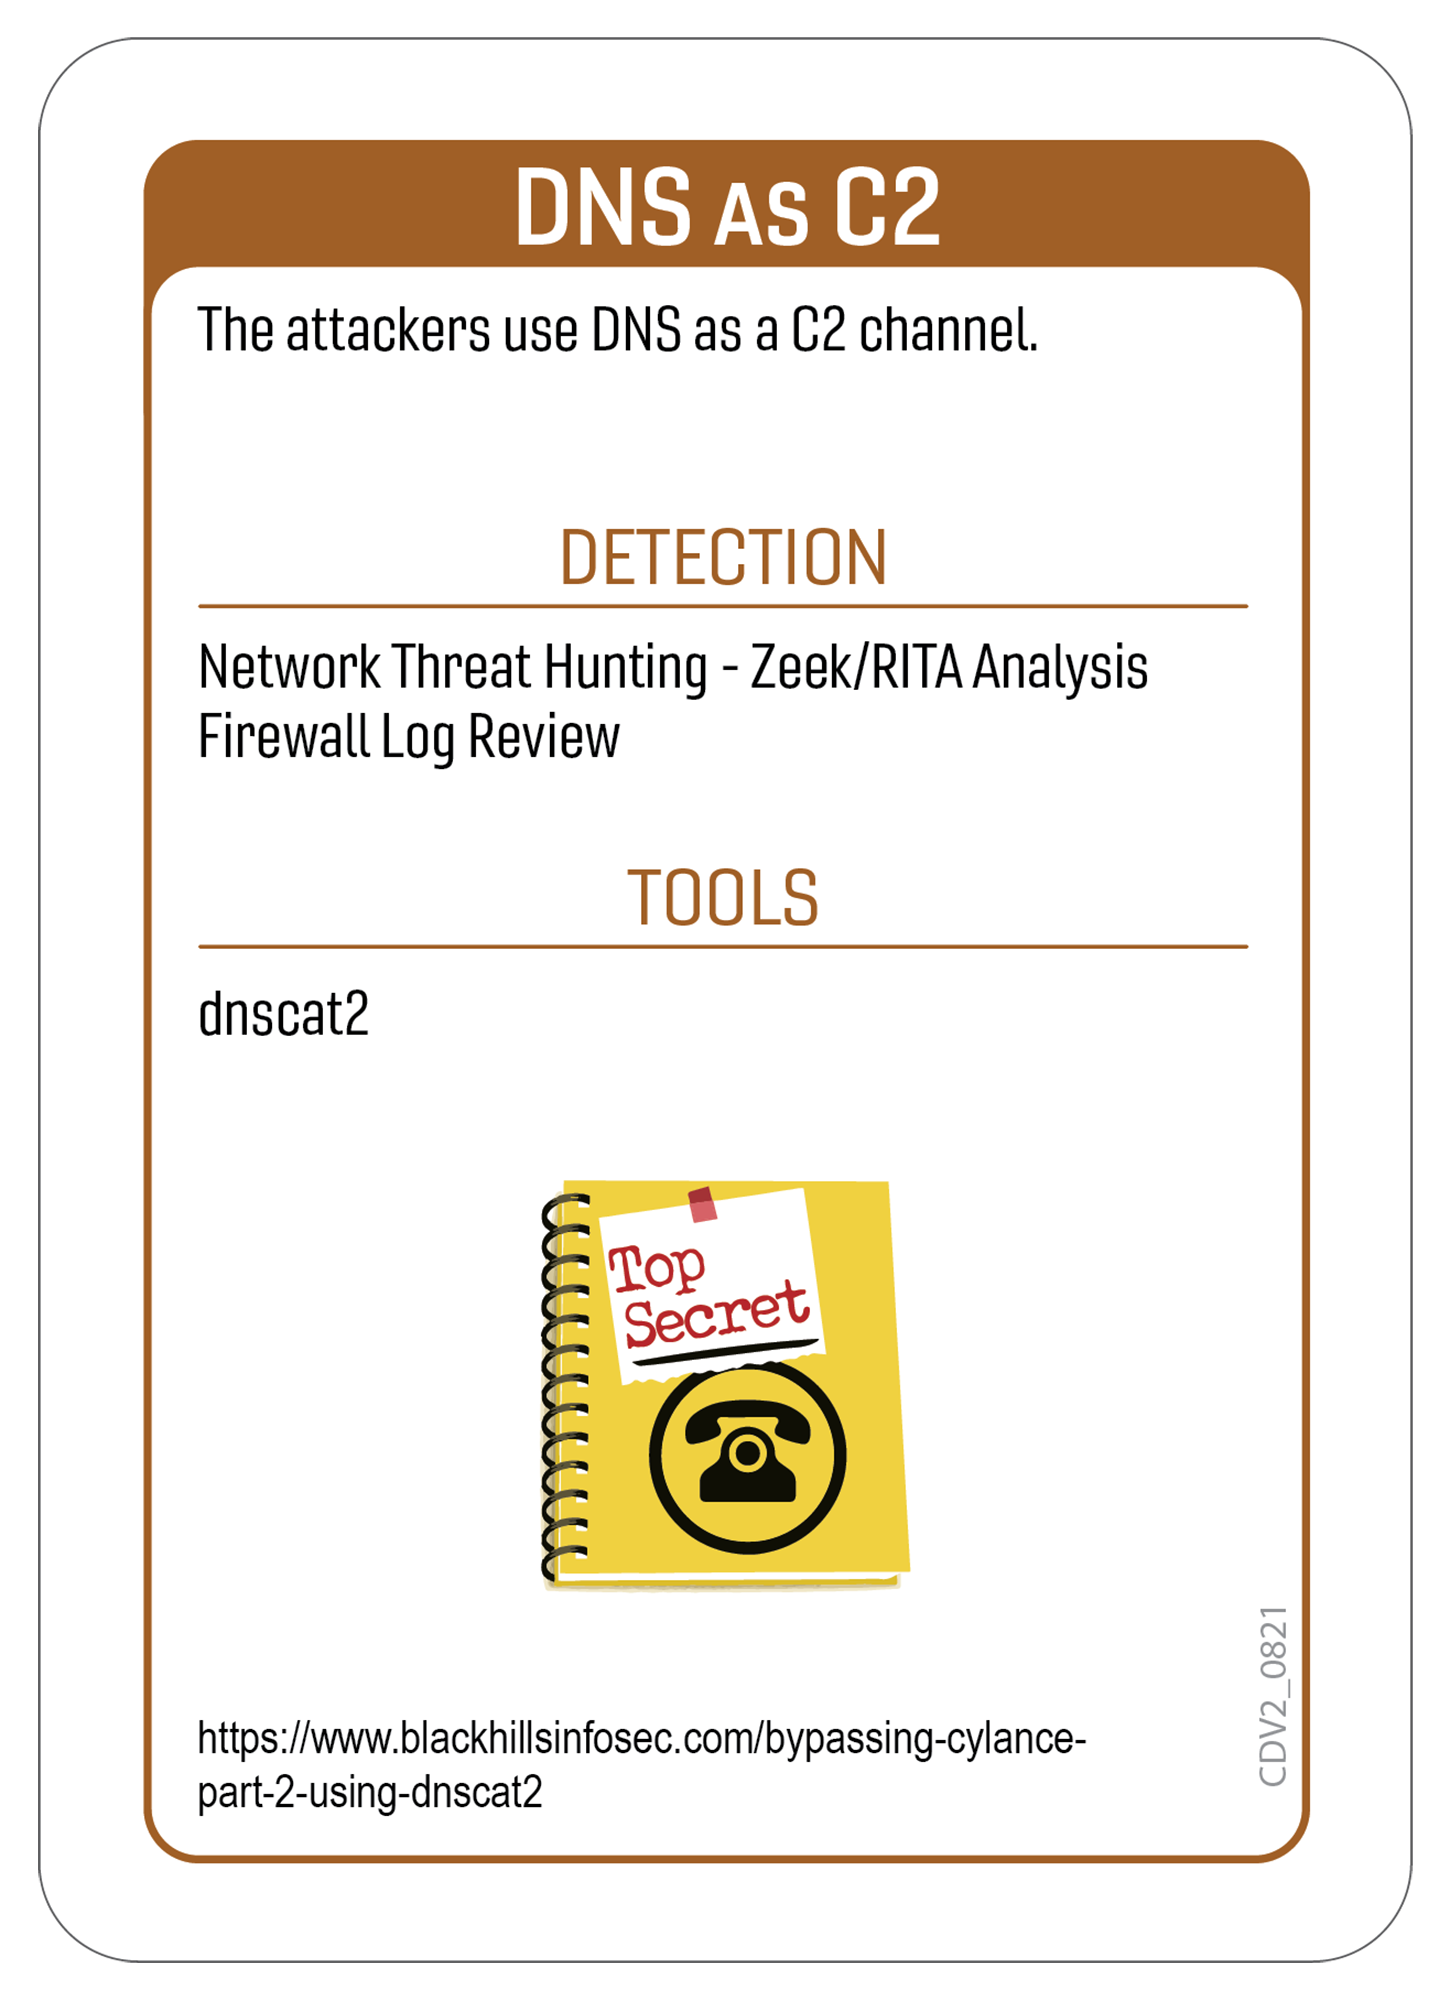 DNS AS C2
The attackers use DNS as a C2 channel.
DETECTION
Network Threat Hunting - Zeek/RITA Analysis
Firewall Log Review
TOOLS
dnscat2
Top
Secret
https://www.blackhillsinfosec.com/bypassing-cylance-
part-2-using-dnscat2
CDV2_0821